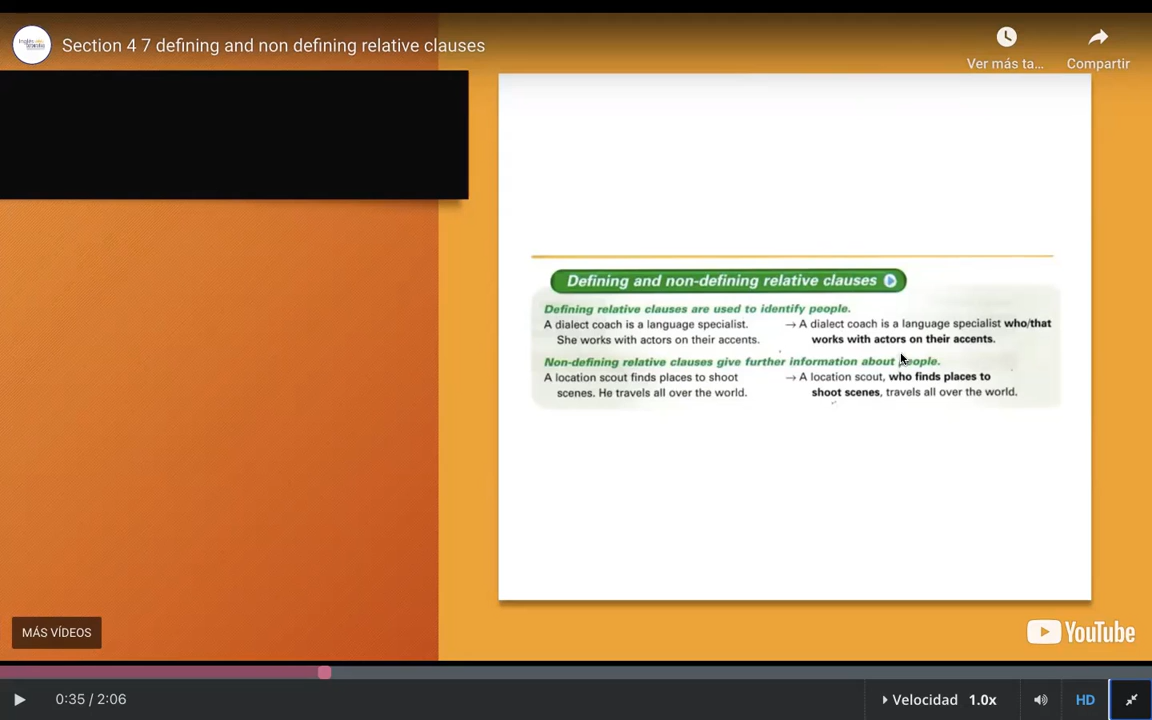 Section 4 7 defining and non defining relative clauses
Ver más ta...
Compartir
Defining and non-defining relative clauses
Defining relative clauses are used to identify people.
A dialect coach is a language specialist.
She works with actors on their accents.
→ A dialect coach is a language specialist who/that
works with actors on their accents.
Non-defining relative clauses give further information about people.
A location scout finds places to shoot
scenes. He travels all over the world.
→ A location scout, who finds places to
shoot scenes, travels all over the world.
MÁS VÍDEOS
YouTube
0:35 / 2:06
Velocidad 1.0x
HD